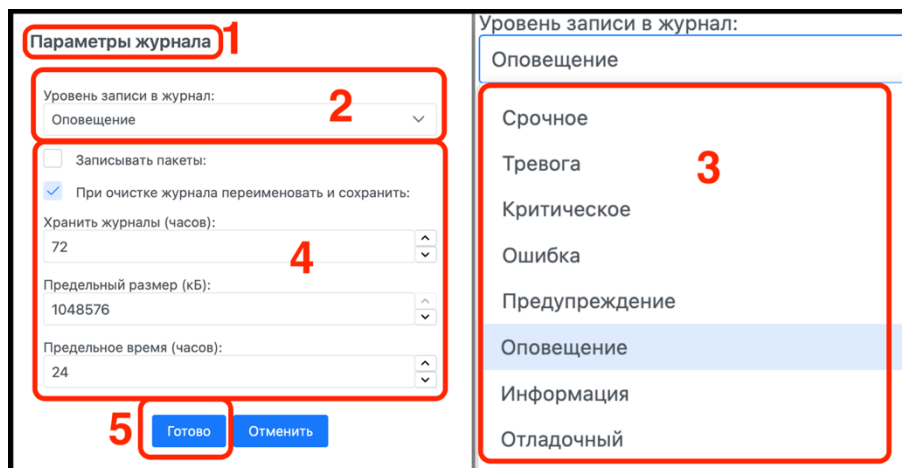 Параметры журнала 1
Уровень записи в журнал:
Оповещение 2
Записывать пакеты:
При очистке журнала переименовать и сохранить:
Хранить журналы (часов):
72
4
Предельный размер (кБ):
1048576
Предельное время (часов):
24
5 Готово Отменить
Уровень записи в журнал:
Оповещение
Срочное
Тревога 3
Критическое
Ошибка
Предупреждение
Оповещение
Информация
Отладочный